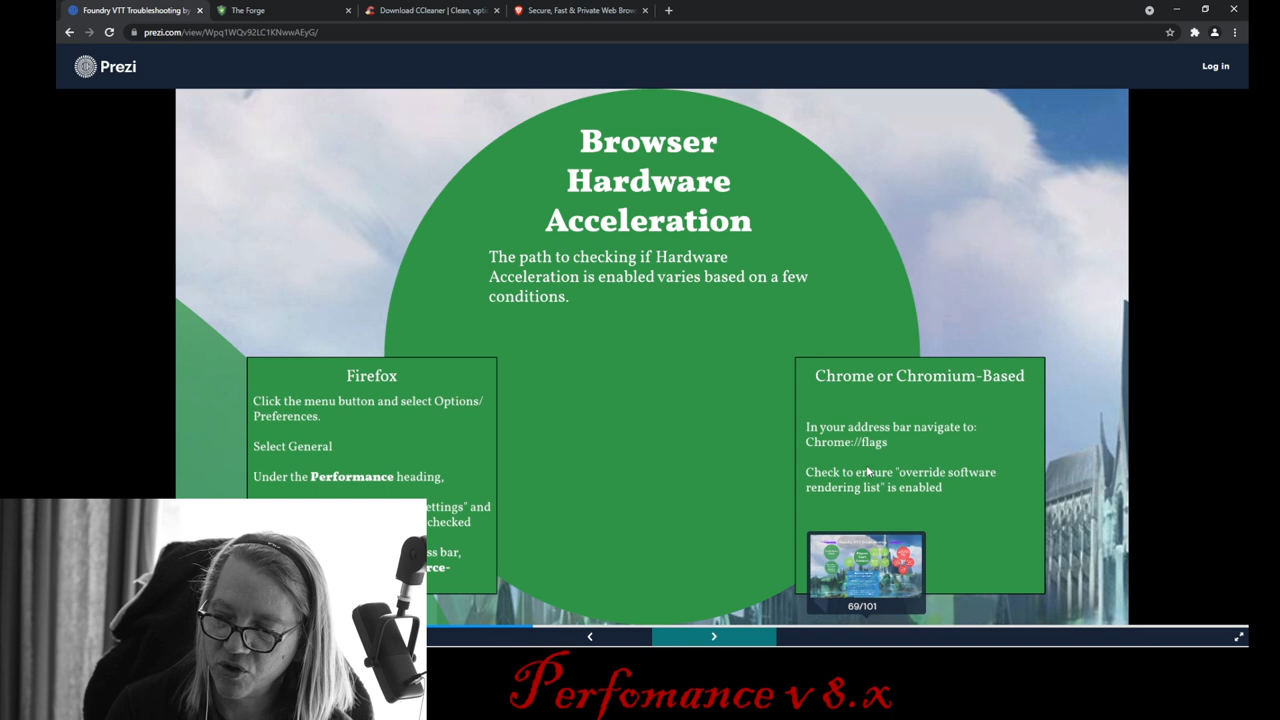 Foundry VTT Troubleshooting by
The Forge
Download CCleaner | Clean, opti
Secure, Fast & Private Web Brow
prezi.com/view/Wpq1WQv92LC1KNwwAEyG/
Prezi
Log in
Browser
Hardware
Acceleration
The path to checking if Hardware
Acceleration is enabled varies based on a few
conditions.
Firefox
Click the menu button and select Options/
Preferences.
Select General
Under the Performance heading,
ettings" and
checked
ss bar,
rce-
Chrome or Chromium-Based
In your address bar navigate to:
Chrome://flags
Check to ensure "override software
rendering list" is enabled
69/101
Perfomance v 8.x